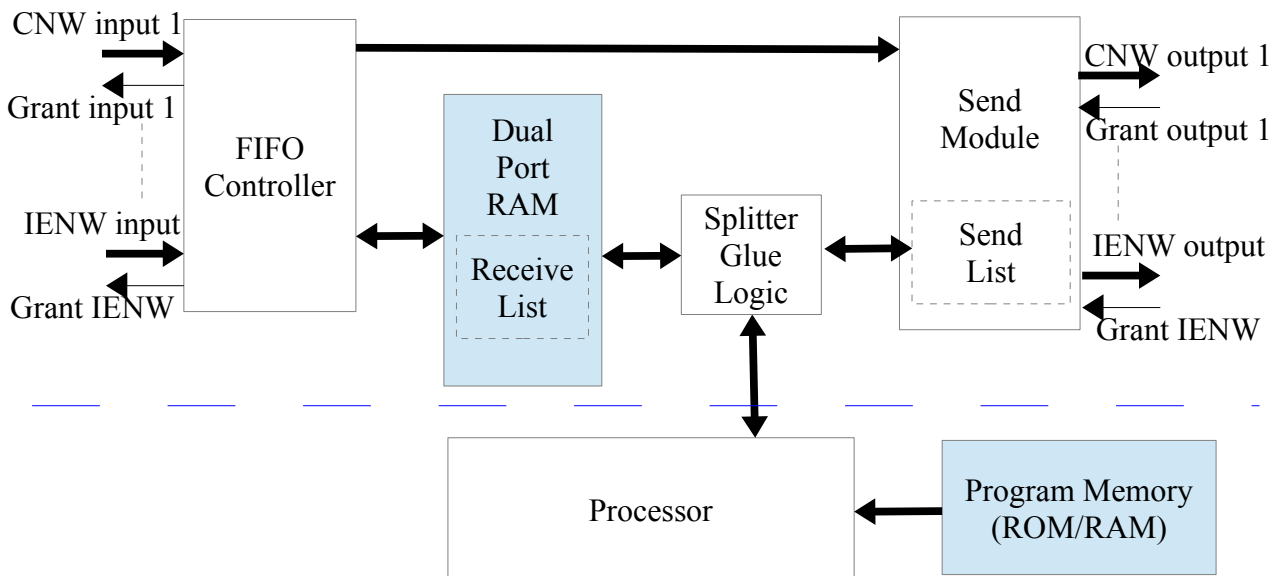 CNW input 1
Grant input 1
IENW input
Grant IENW
FIFO
Controller
Dual
Port
RAM
Receive
List
Splitter
Glue
Logic
Send
Module
Send
List
CNW output 1
Grant output 1
IENW output
Grant IENW
Processor
Program Memory
(ROM/RAM)